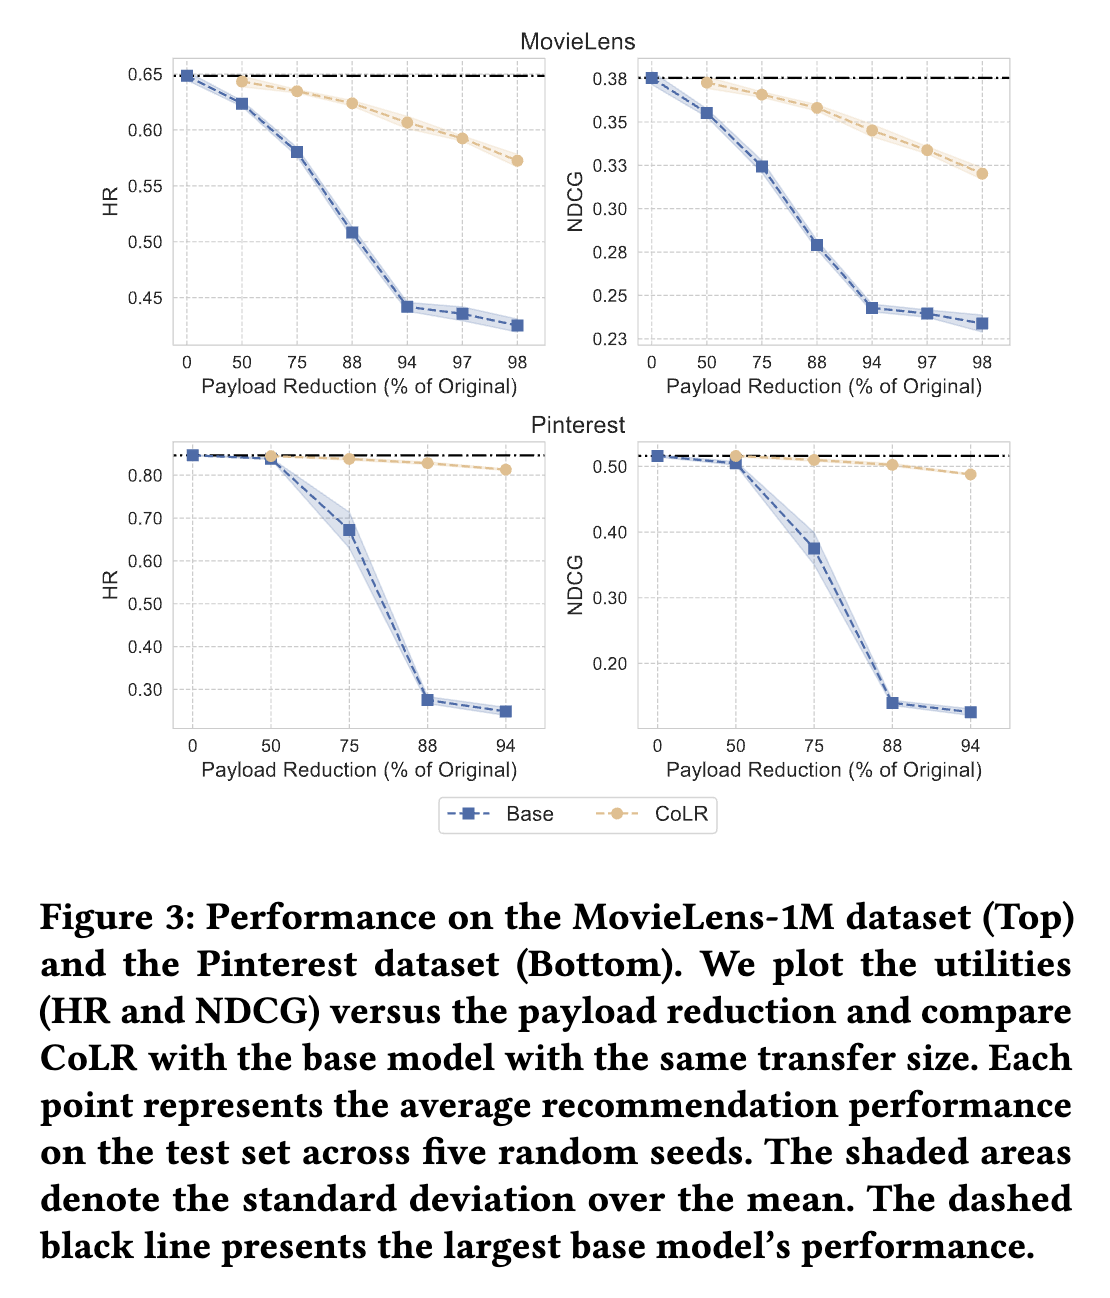 MovieLens
0.65
0.60
0.55
0.50
0.45
HR
0 50 75 88 94 97 98
Payload Reduction (% of Original)
0.38
0.35
0.33
0.30
0.28
0.25
0.23
NDCG
0 50 75 88 94 97 98
Payload Reduction (% of Original)
Pinterest
0.80
0.70
0.60
0.50
0.40
0.30
HR
0 50 75 88 94
Payload Reduction (% of Original)
0.50
0.40
0.30
0.20
NDCG
0 50 75 88 94
Payload Reduction (% of Original)
Base CoLR
Figure 3: Performance on the MovieLens-1M dataset (Top)
and the Pinterest dataset (Bottom). We plot the utilities
(HR and NDCG) versus the payload reduction and compare
CoLR with the base model with the same transfer size. Each
point represents the average recommendation performance
on the test set across five random seeds. The shaded areas
denote the standard deviation over the mean. The dashed
black line presents the largest base model’s performance.